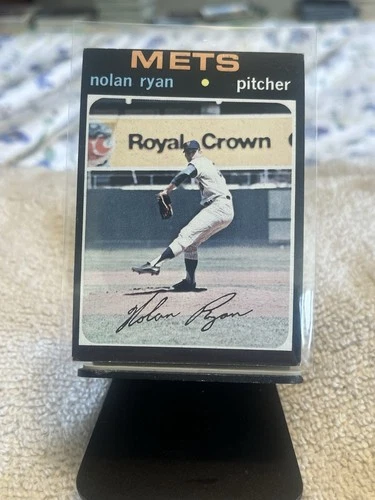 METS
nolan ryan • pitcher
Royal Crown
Nolan Ryan